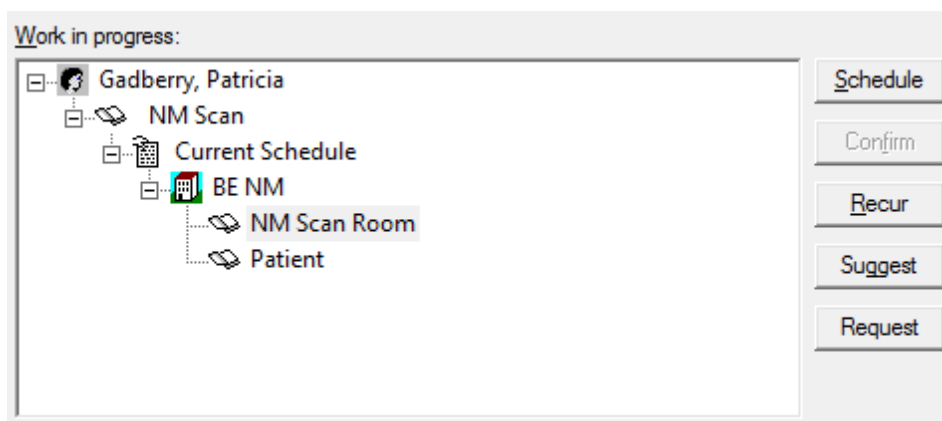 Work in progress:
Gadberry, Patricia
NM Scan
Current Schedule
BE NM
NM Scan Room
Patient
Schedule
Confirm
Recur
Suggest
Request